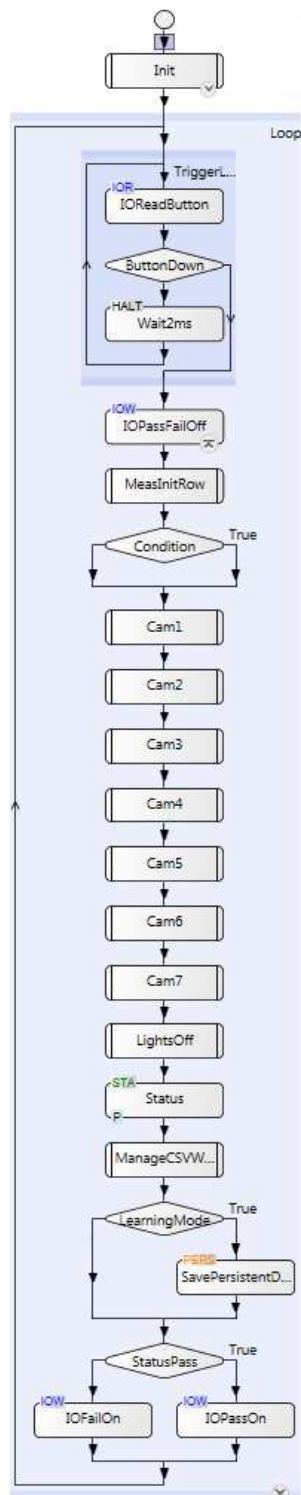 Init
Loop
TriggerL...
IOR
IOReadButton
ButtonDown
HALT
Wait2ms
IOW
IOPassFailOff
MeasInitRow
True
Condition
Cam1
Cam2
Cam3
Cam4
Cam5
Cam6
Cam7
LightsOff
STA
Status
P
ManageCSVW...
True
LearningMode
PERS
SavePersistentD...
True
StatusPass
IOW
IOFailOn
IOW
IOPassOn